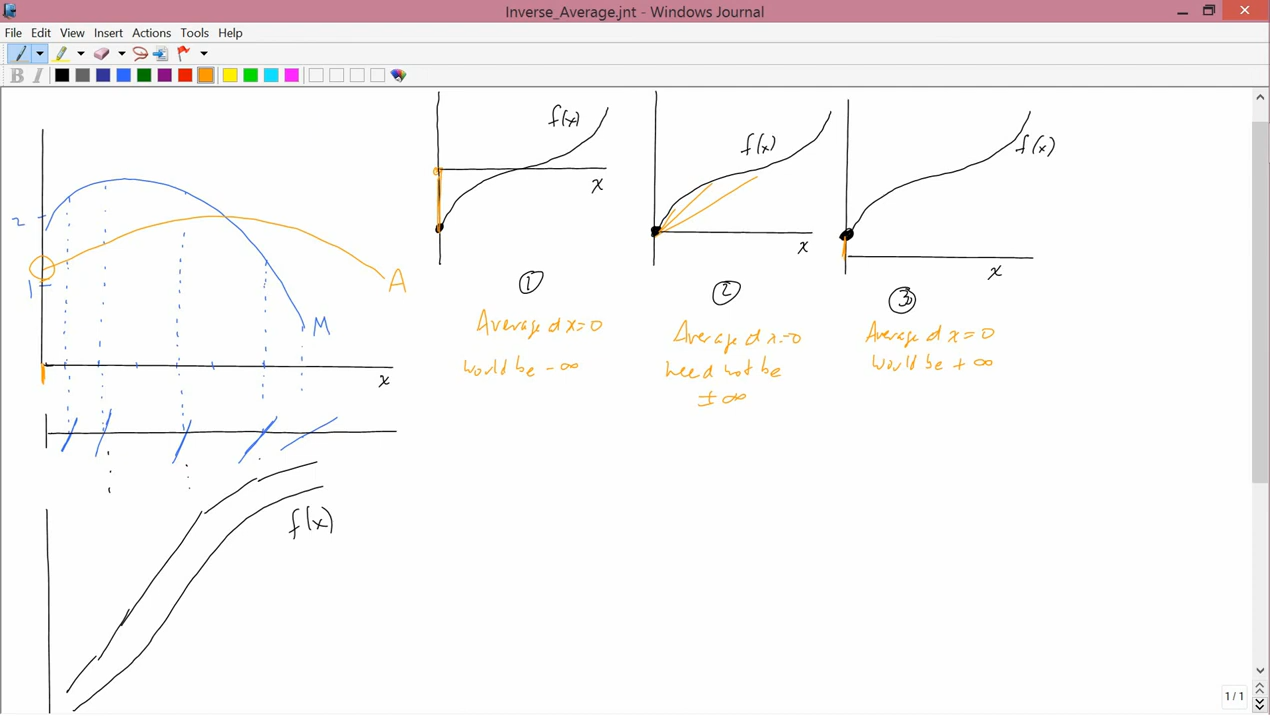 Inverse_Average.jnt - Windows Journal
File Edit View Insert Actions Tools Help
B I
2
1
A
M
x
f(x)
f(x)
x
①
Average at x=0
would be -∞
f(x)
x
②
Average at x=0
need not be
±∞
f(x)
x
③
Average at x=0
would be +∞
1 / 1